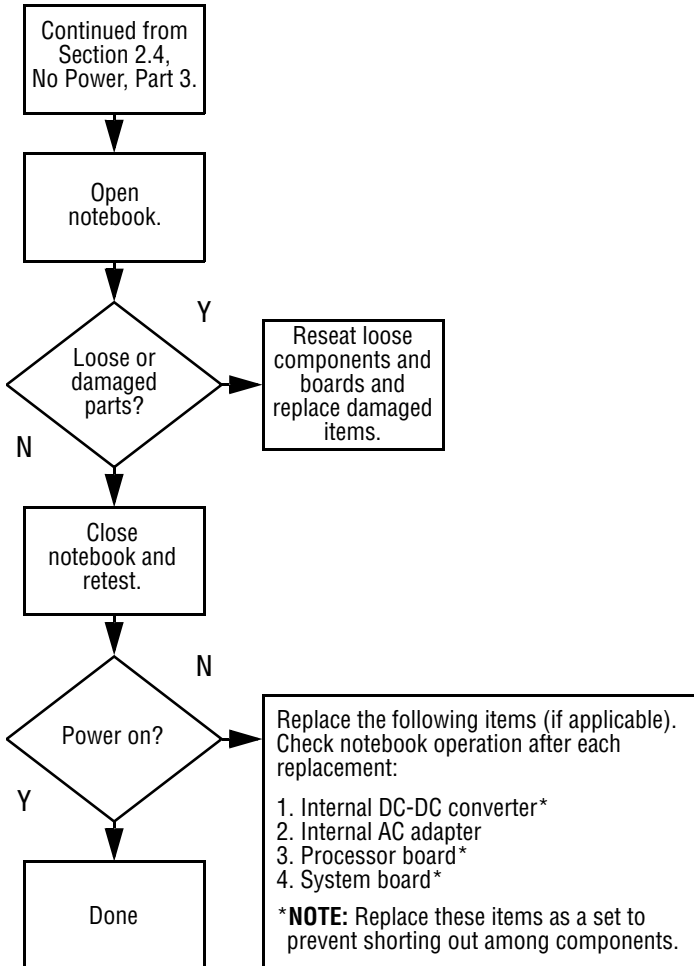 Continued from
Section 2.4,
No Power, Part 3.
Open
notebook.
Y
Loose or
damaged
parts?
Reseat loose
components and
boards and
replace damaged
items.
N
Close
notebook and
retest.
N
Power on?
Replace the following items (if applicable).
Check notebook operation after each
replacement:
1. Internal DC-DC converter*
2. Internal AC adapter
3. Processor board*
4. System board*
*NOTE: Replace these items as a set to
prevent shorting out among components.
Y
Done